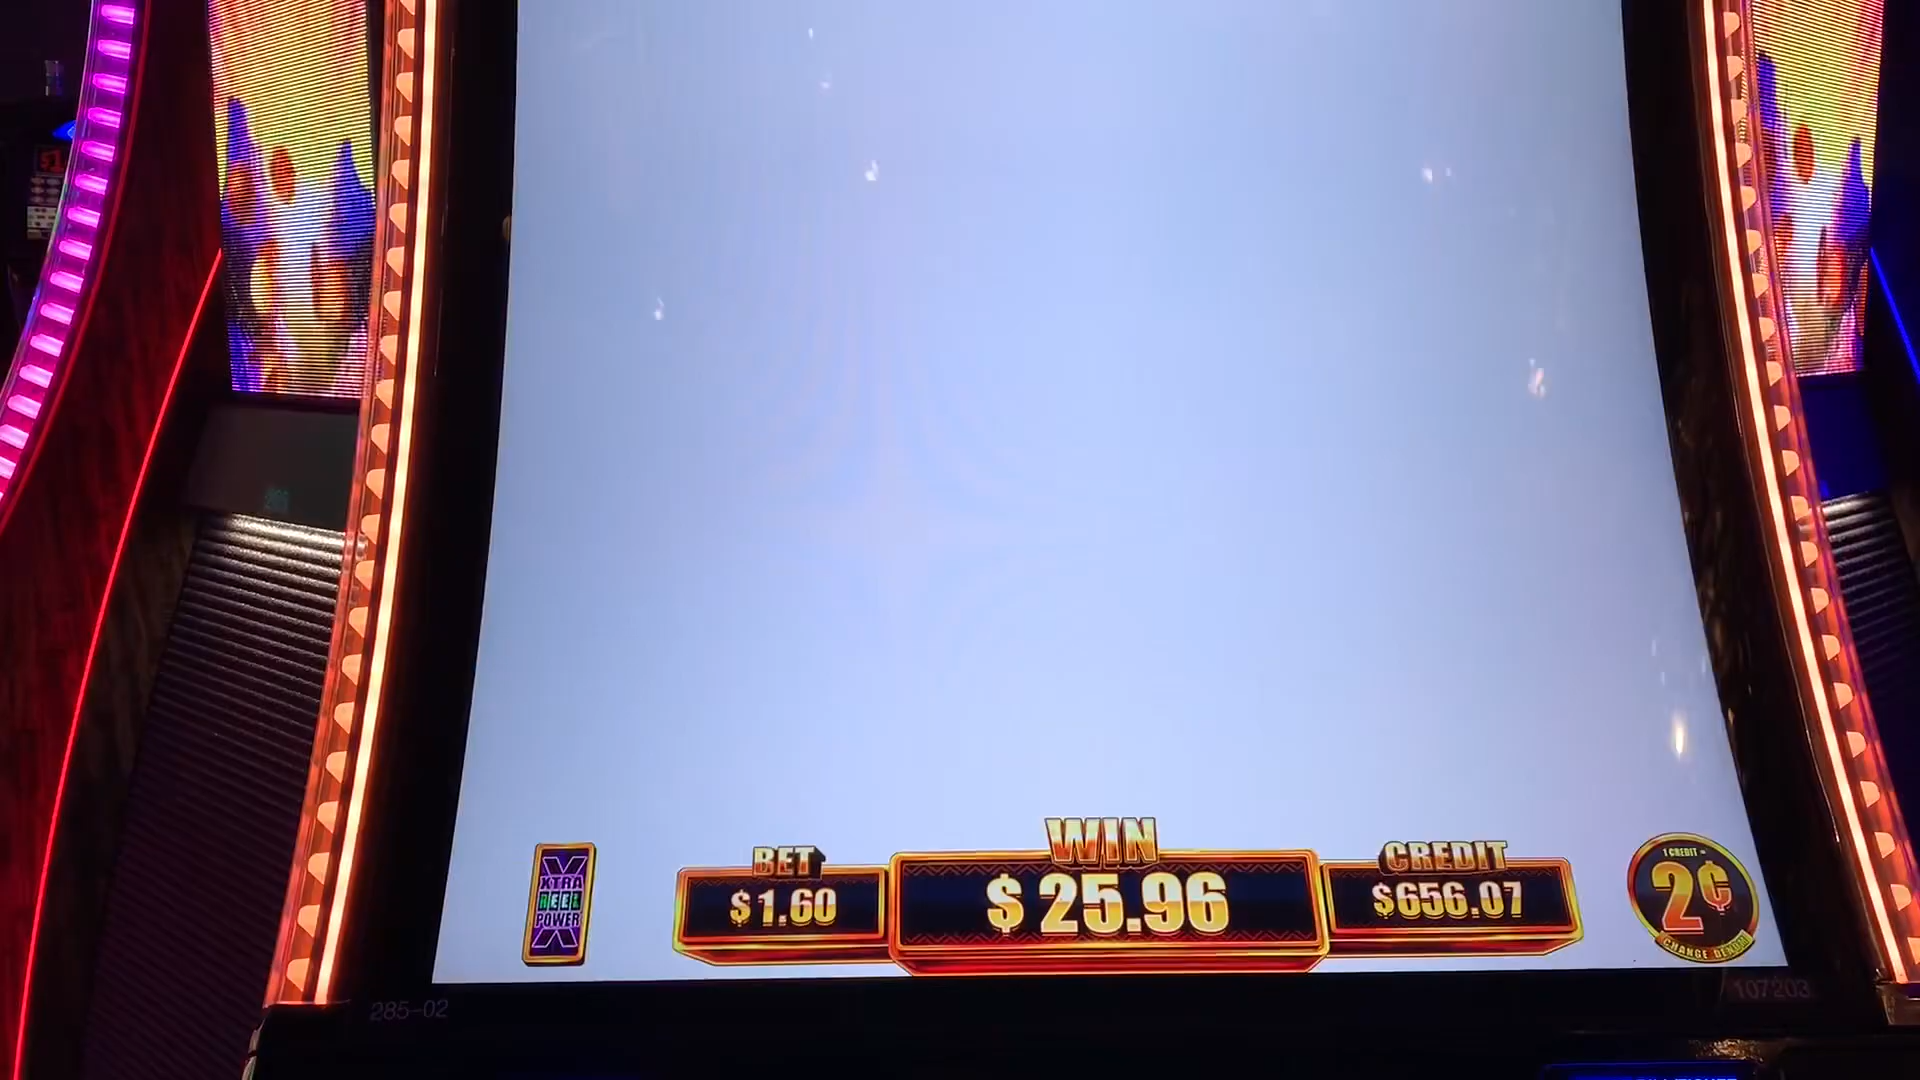 $1
XTRA
REEL
POWER
BET
$1.60
WIN
$25.96
CREDIT
$656.07
1 CREDIT =
2¢
CHANGE DENOM
285-02
107203